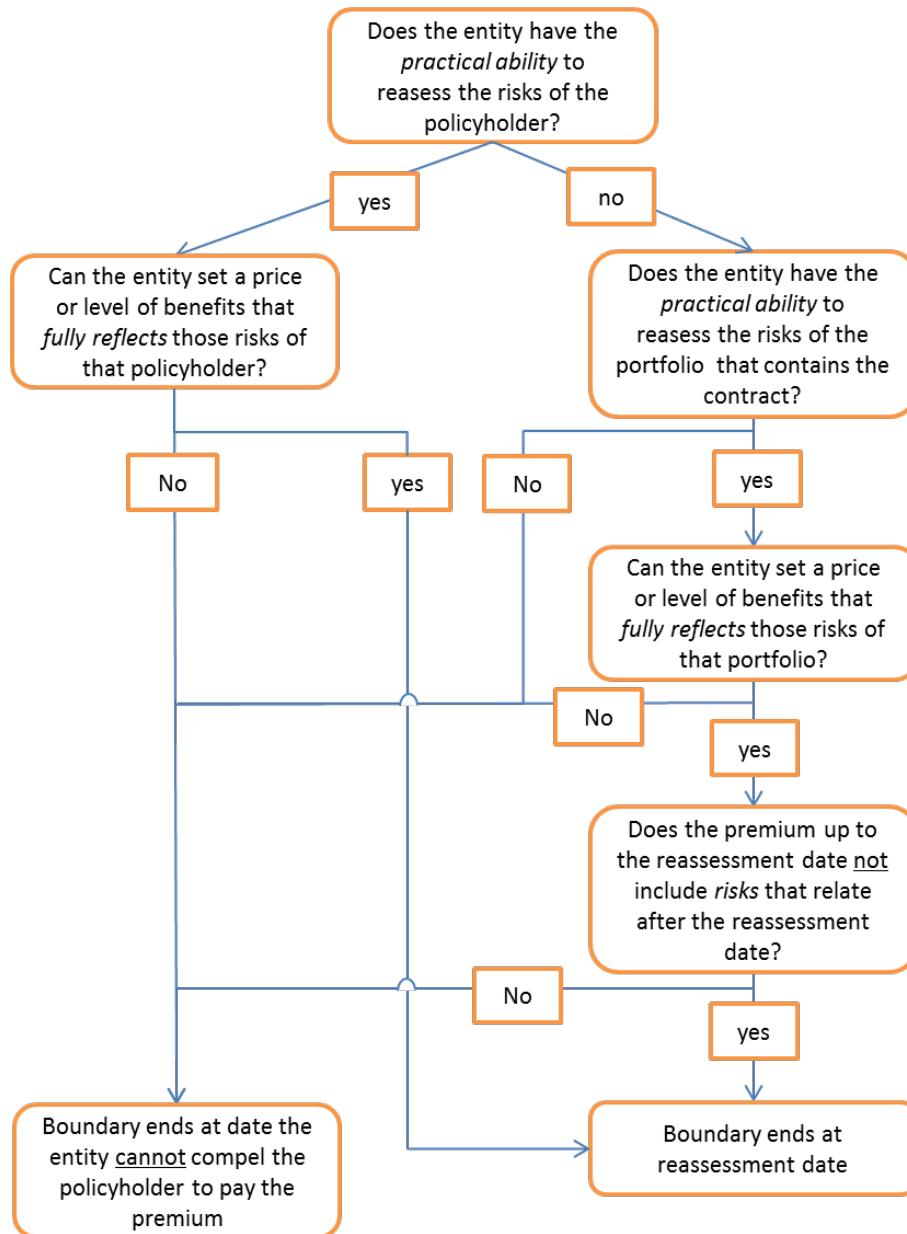 Does the entity have the
practical ability to
reasess the risks of the
policyholder?
yes
no
Can the entity set a price
or level of benefits that
fully reflects those risks of
that policyholder?
Does the entity have the
practical ability to
reasess the risks of the
portfolio that contains the
contract?
No
yes
No
yes
Can the entity set a price
or level of benefits that
fully reflects those risks of
that portfolio?
No
yes
Does the premium up to
the reassessment date not
include risks that relate
after the reassessment
date?
No
yes
Boundary ends at date the
entity cannot compel the
policyholder to pay the
premium
Boundary ends at
reassessment date